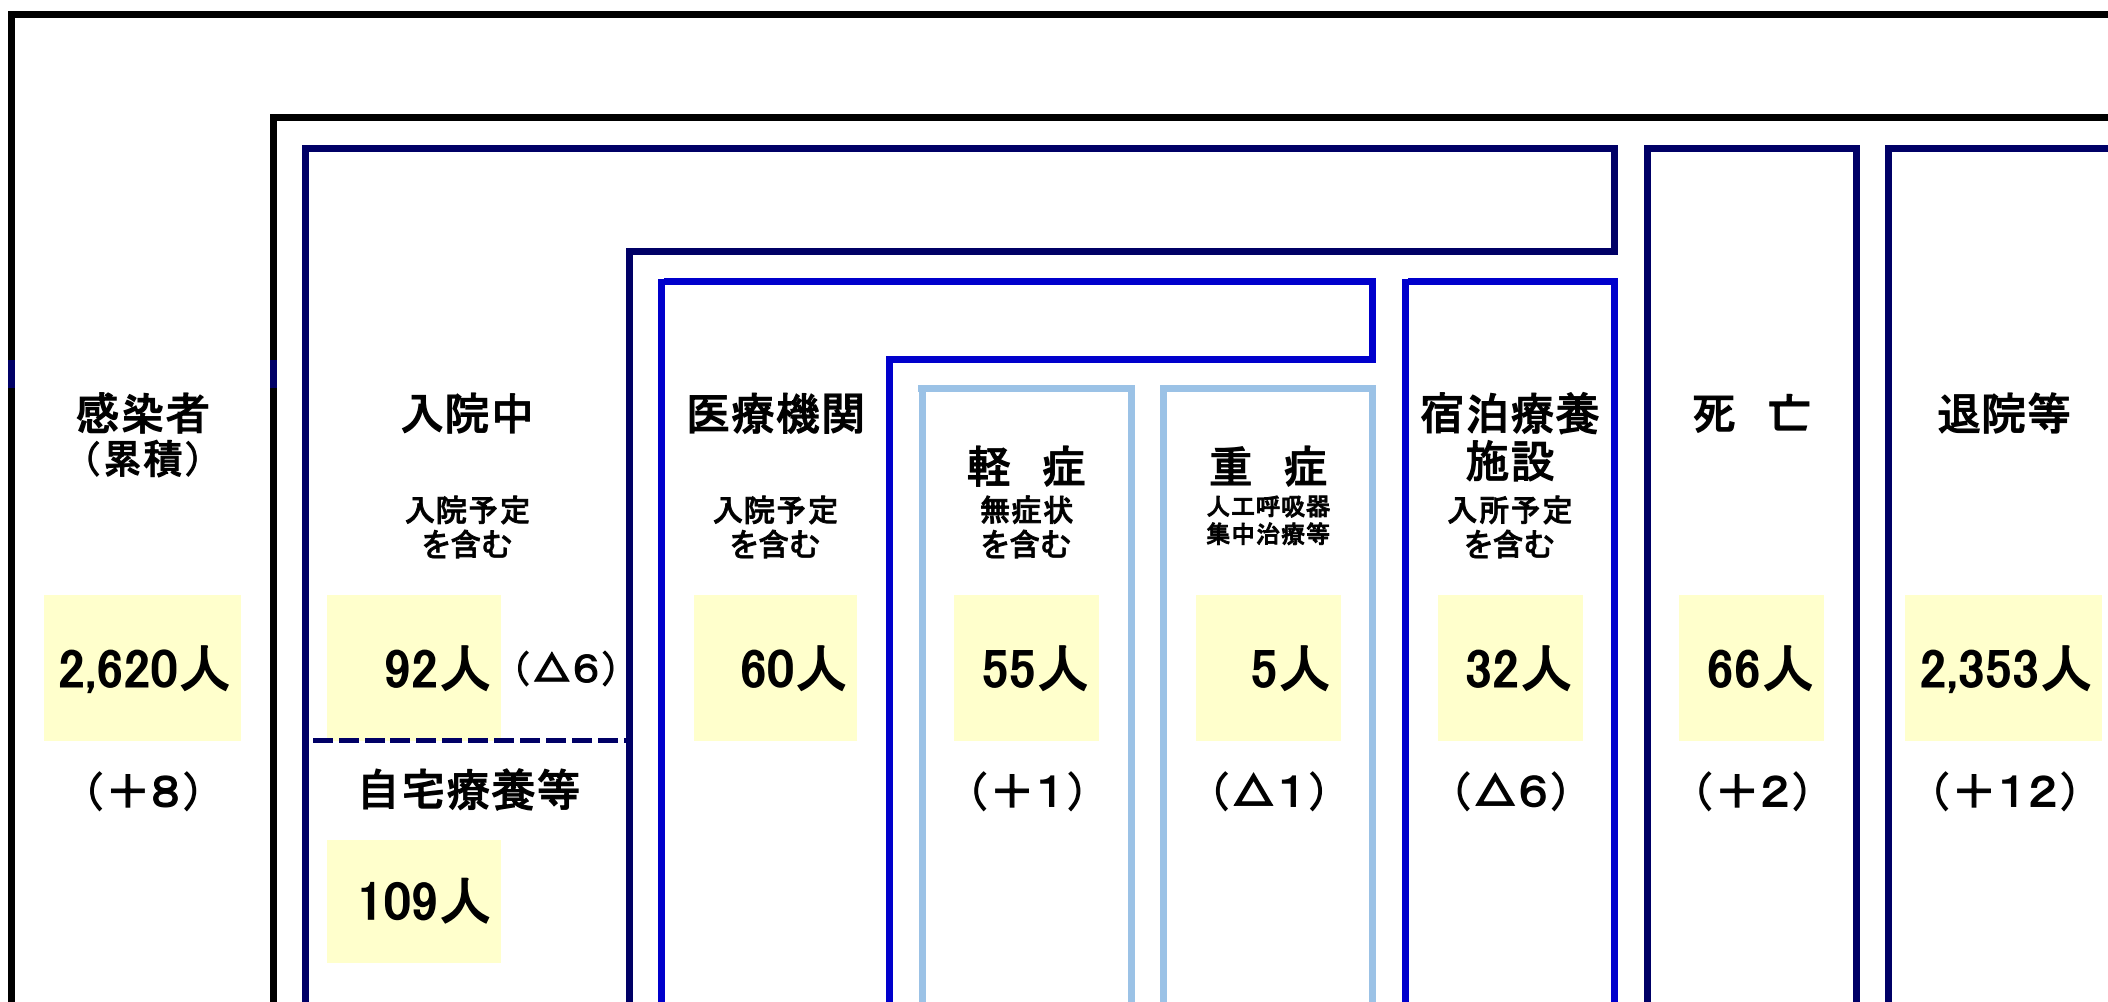 感染者
（累積）
2,620人
（＋8）
入院中
入院予定
を含む
92人（△6）
自宅療養等
109人
医療機関
入院予定
を含む
60人
軽 症
無症状
を含む
55人
（＋1）
重 症
人工呼吸器
集中治療等
5人
（△1）
宿泊療養
施設
入所予定
を含む
32人
（△6）
死 亡
66人
（＋2）
退院等
2,353人
（＋12）